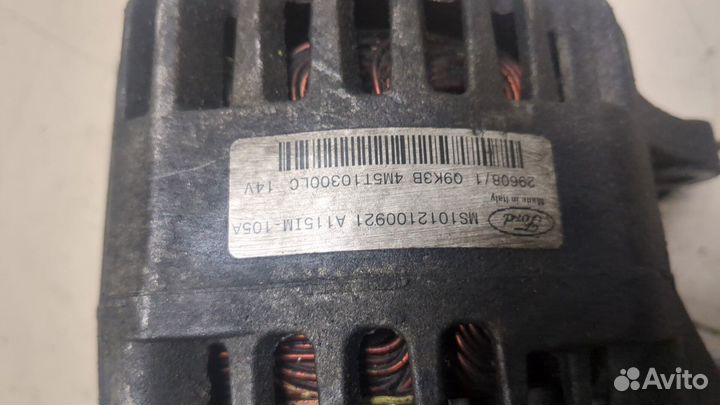 Ford
Made in Italy
MS1012100921 A115IM-105A
2960B/1 09K3B 4M5T10300LC 14V
Avito